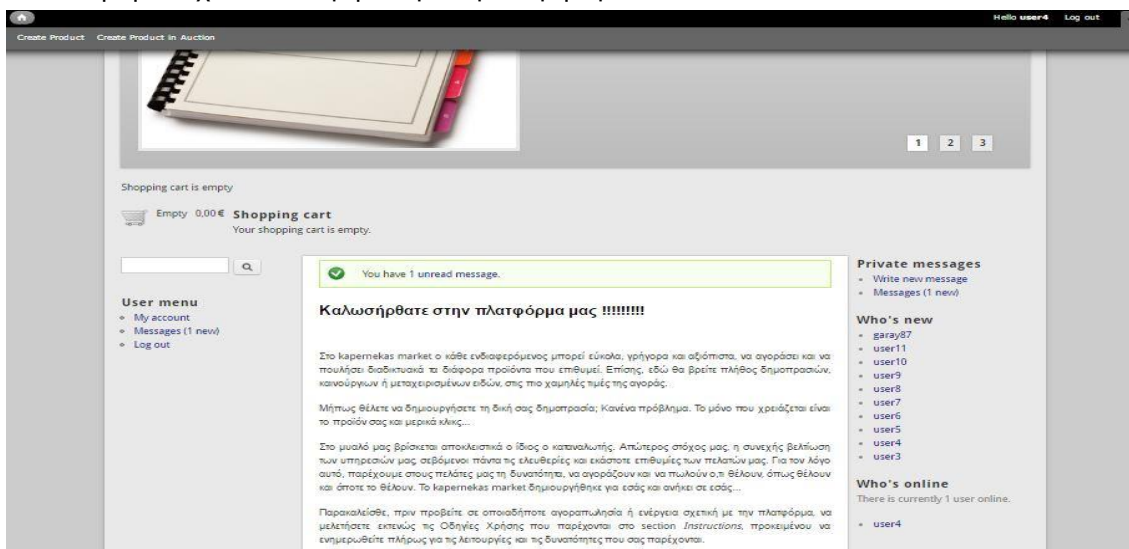 Hello user4 Log out
Create Product Create Product in Auction
1 2 3
Shopping cart is empty
Empty 0,00€ Shopping cart
Your shopping cart is empty.
User menu
My account
Messages (1 new)
Log out
You have 1 unread message.
Καλωσήρθατε στην πλατφόρμα μας !!!!!!!!!
Στο kapernekas market ο κάθε ενδιαφερόμενος μπορεί εύκολα, γρήγορα και αξιόπιστα, να αγοράσει και να
πουλήσει διαδικτυακά τα διάφορα προϊόντα που επιθυμεί. Επίσης, εδώ θα βρείτε πλήθος δημοπρασιών,
καινούργιων ή μεταχειρισμένων ειδών, στις πιο χαμηλές τιμές της αγοράς.
Μήπως θέλετε να δημιουργήσετε τη δική σας δημοπρασία; Κανένα πρόβλημα. Το μόνο που χρειάζεται είναι
το προϊόν σας και μερικά κλικς...
Στο μυαλό μας βρίσκεται αποκλειστικά ο ίδιος ο καταναλωτής. Απώτερος στόχος μας, η συνεχής βελτίωση
των υπηρεσιών μας, σεβόμενοι πάντα τις ελευθερίες και εκάστοτε επιθυμίες των πελατών μας. Για τον λόγο
αυτό, παρέχουμε στους πελάτες μας τη δυνατότητα, να αγοράζουν και να πωλούν ο,τι θέλουν, όπως θέλουν
και όποτε το θέλουν. Το kapernekas market δημιουργήθηκε για εσάς και ανήκει σε εσάς...
Παρακαλείσθε, πριν προβείτε σε οποιαδήποτε αγοραπωλησία ή ενέργεια σχετική με την πλατφόρμα, να
μελετήσετε εκτενώς τις Οδηγίες Χρήσης που παρέχονται στο section Instructions, προκειμένου να
ενημερωθείτε πλήρως για τις λειτουργίες και τις δυνατότητες που σας παρέχονται.
Private messages
Write new message
Messages (1 new)
Who's new
garay87
user11
user10
user9
user8
user7
user6
user5
user4
user3
Who's online
There is currently 1 user online.
user4